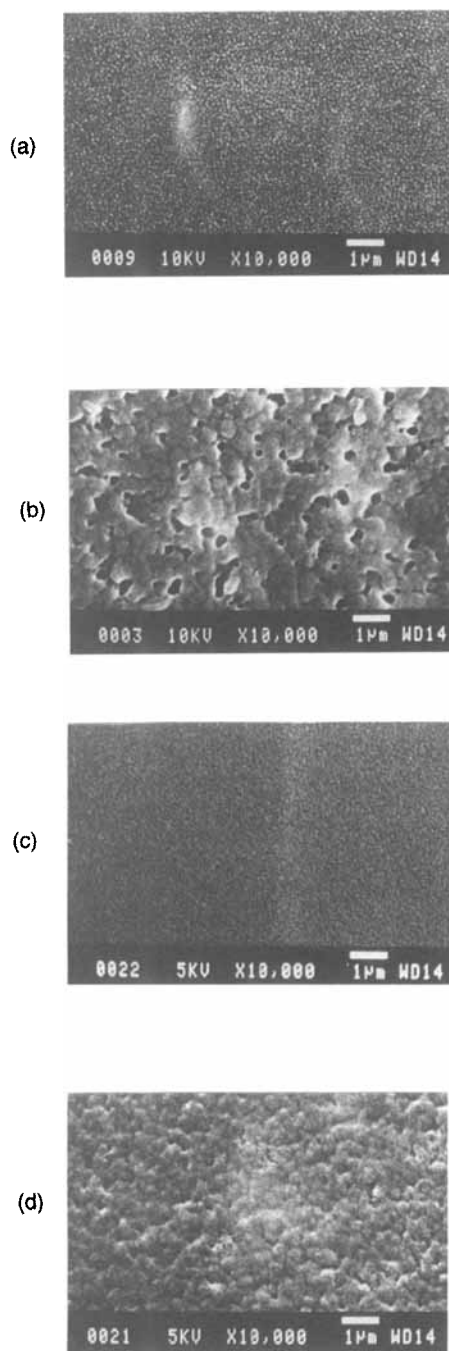 (a)
0009 10KV X10,000 1µm WD14
(b)
0003 10KV X10,000 1µm WD14
(c)
0022 5KV X10,000 1µm WD14
(d)
0021 5KV X10,000 1µm WD14